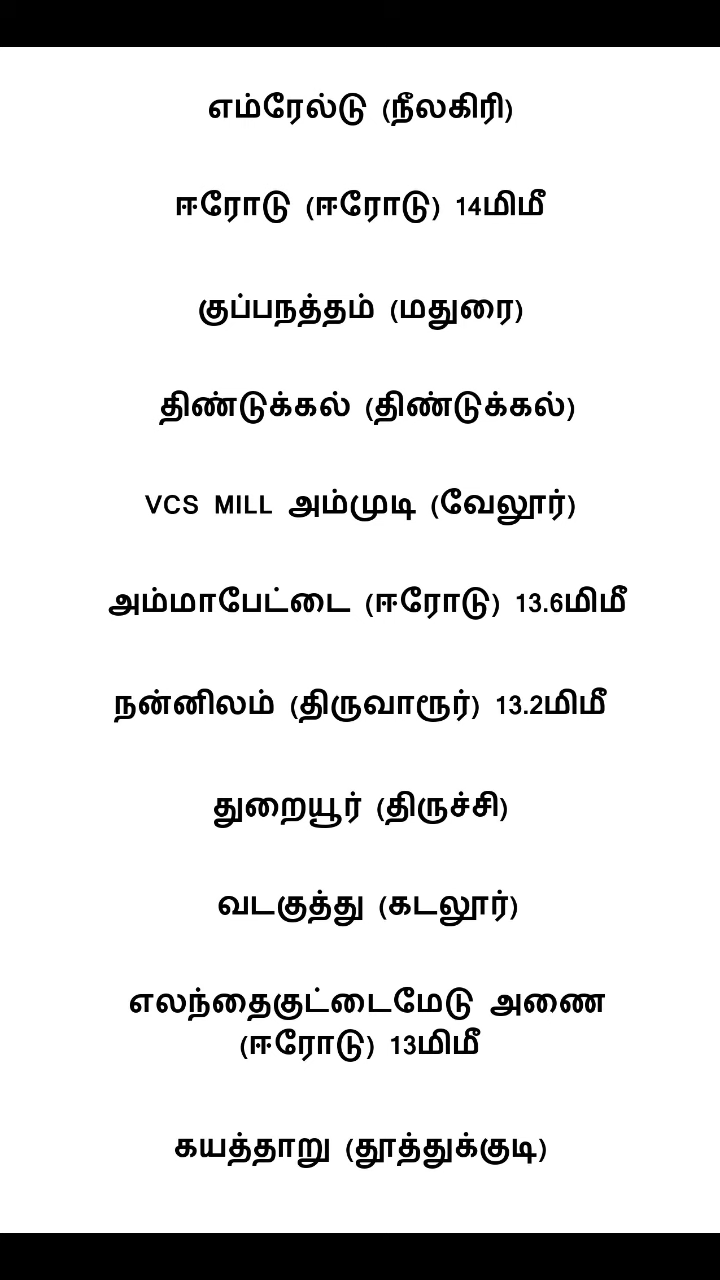 எம்ரேல்டு (நீலகிரி)
ஈரோடு (ஈரோடு) 14மிமீ
குப்பநத்தம் (மதுரை)
திண்டுக்கல் (திண்டுக்கல்)
VCS MILL அம்முடி (வேலூர்)
அம்மாபேட்டை (ஈரோடு) 13.6மிமீ
நன்னிலம் (திருவாரூர்) 13.2மிமீ
துறையூர் (திருச்சி)
வடகுத்து (கடலூர்)
எலந்தைகுட்டைமேடு அணை
(ஈரோடு) 13மிமீ
கயத்தாறு (தூத்துக்குடி)